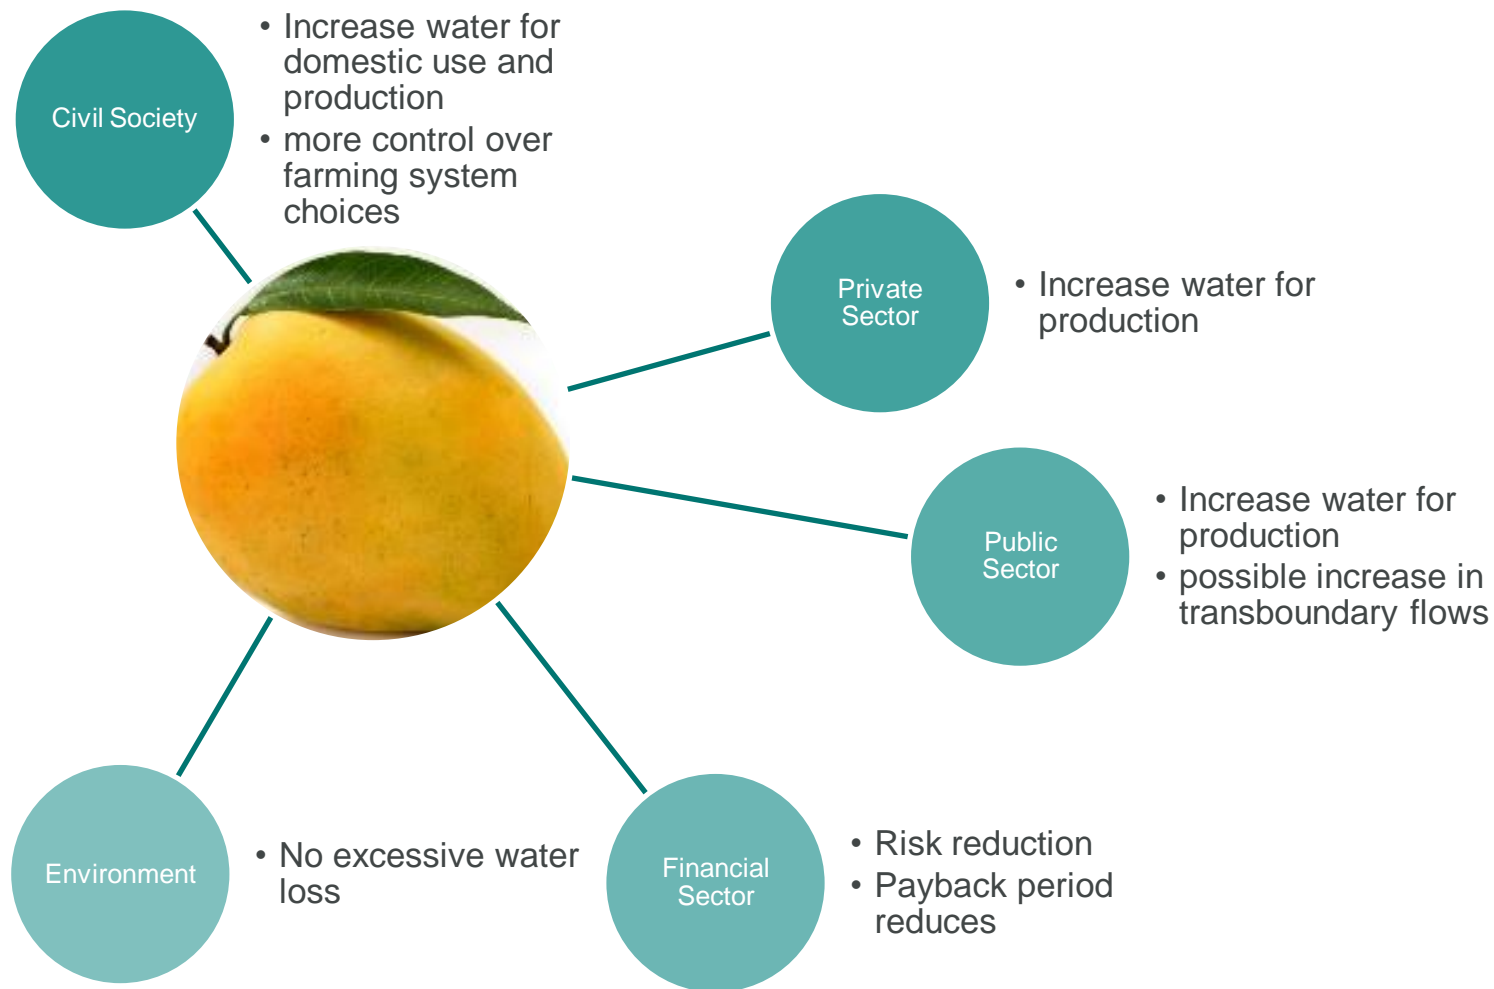 Civil Society
• Increase water for
domestic use and
production
• more control over
farming system
choices
Private
Sector
• Increase water for
production
Public
Sector
• Increase water for
production
• possible increase in
transboundary flows
Financial
Sector
• Risk reduction
• Payback period
reduces
Environment
• No excessive water
loss